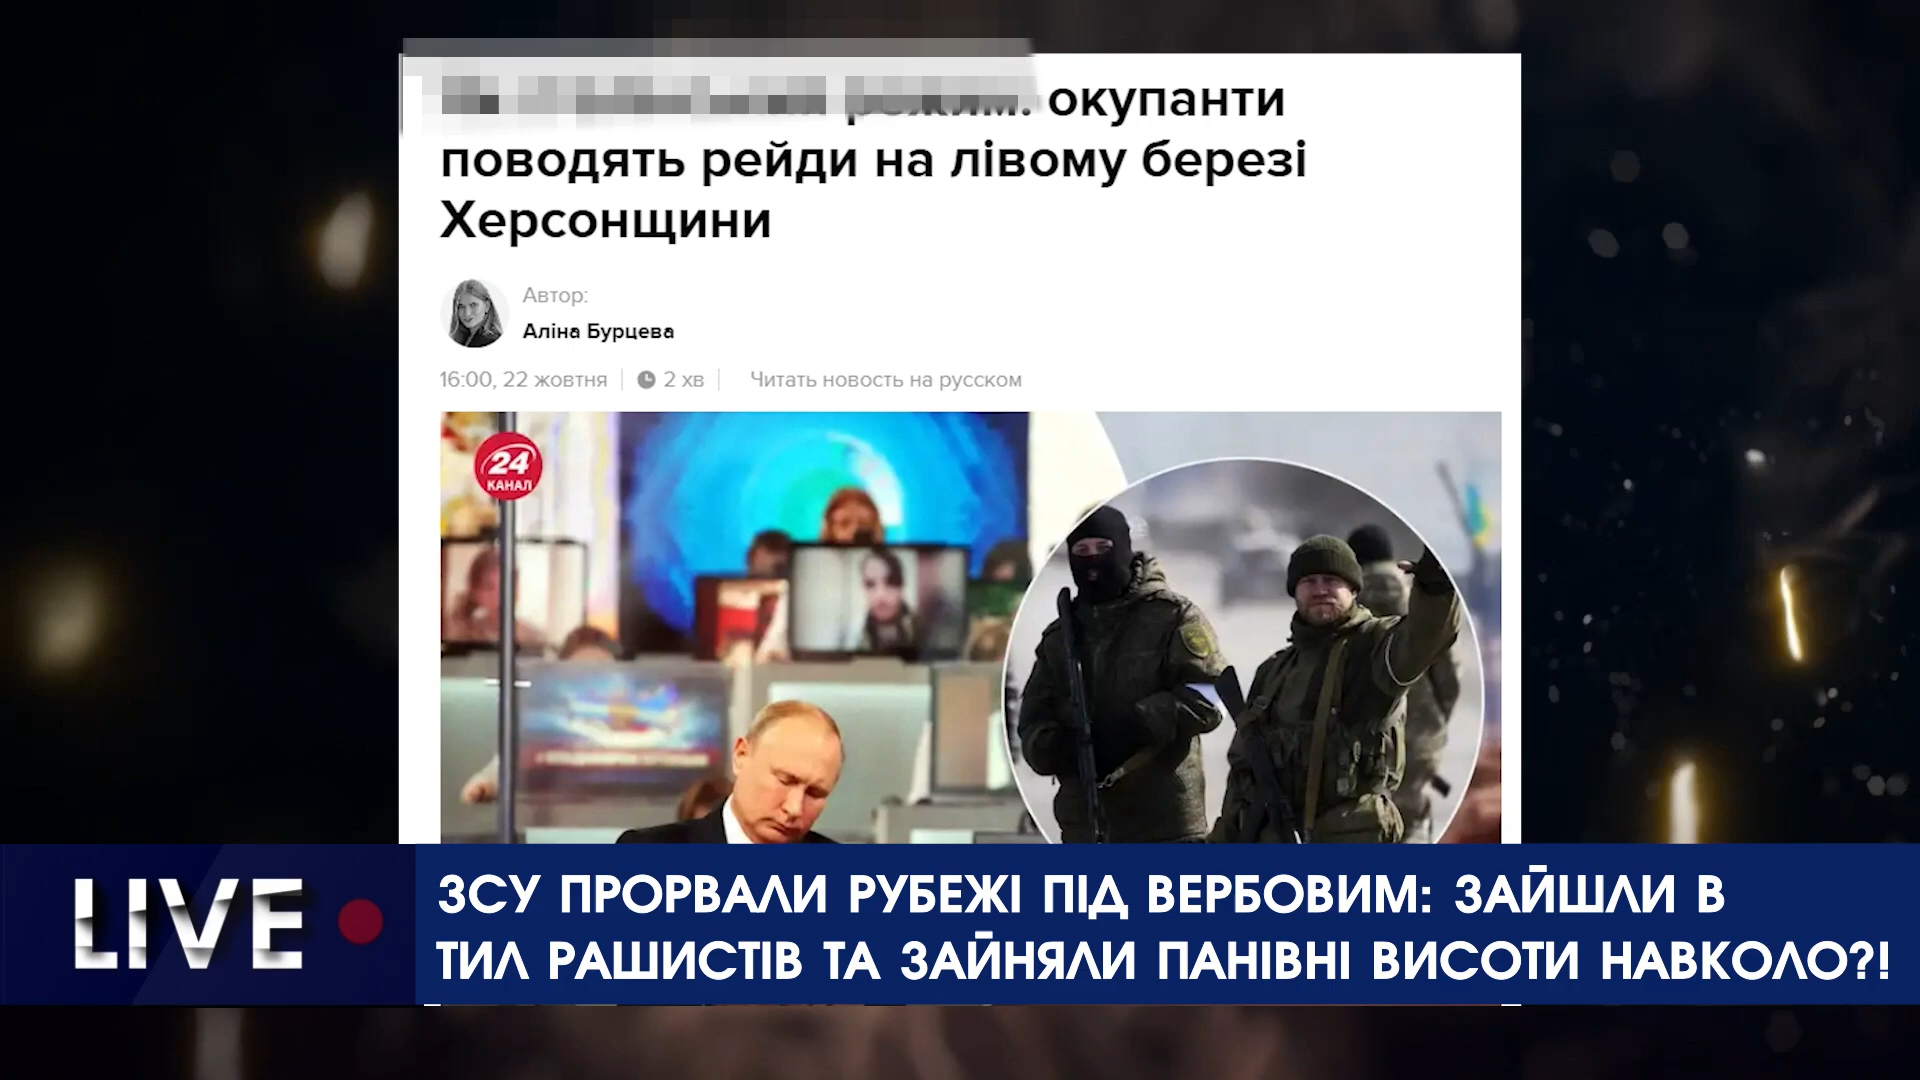 режим: окупанти
поводять рейди на лівому березі
Херсонщини
Автор:
Аліна Бурцева
16:00, 22 жовтня 2 хв Читать новость на русском
24
КАНАЛ
LIVE
ЗСУ ПРОРВАЛИ РУБЕЖІ ПІД ВЕРБОВИМ: ЗАЙШЛИ В
ТИЛ РАШИСТІВ ТА ЗАЙНЯЛИ ПАНІВНІ ВИСОТИ НАВКОЛО?!